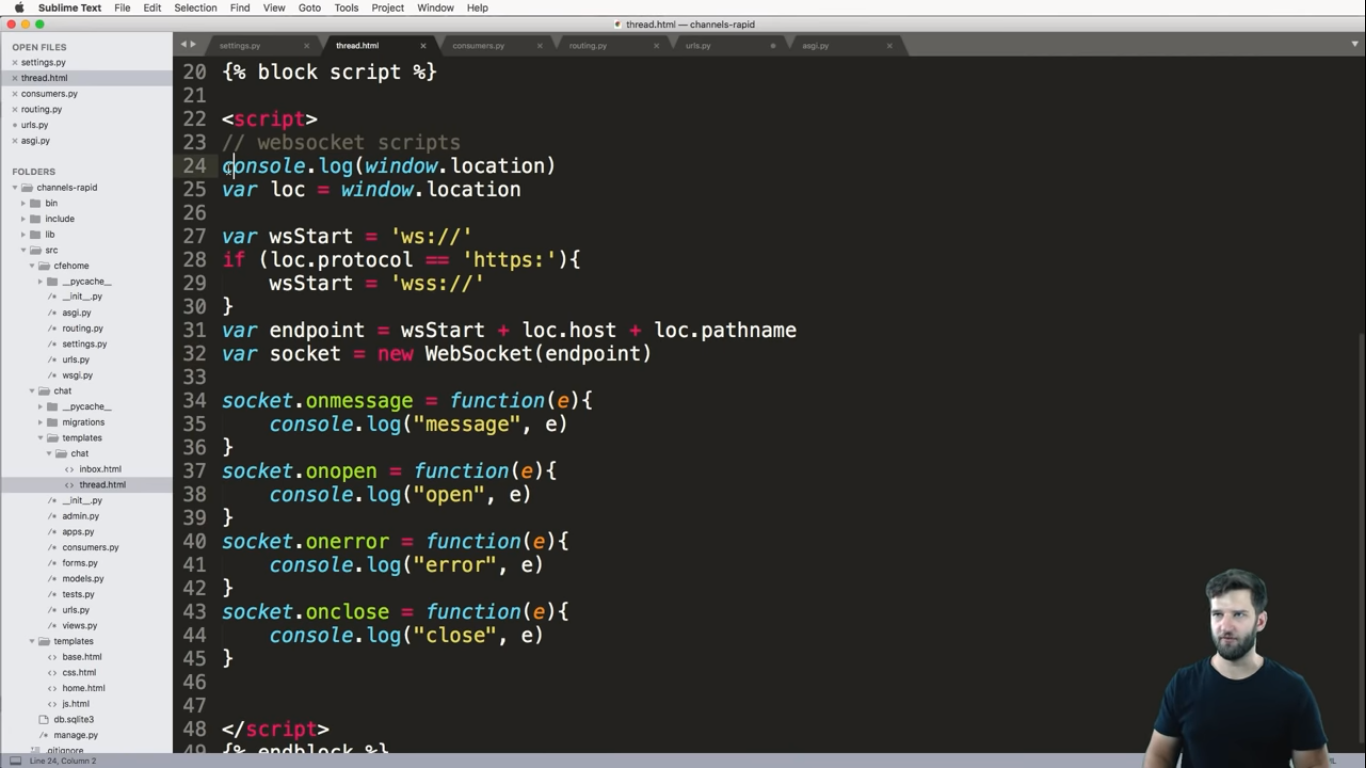 Sublime Text File Edit Selection Find View Goto Tools Project Window Help
thread.html — channels-rapid
OPEN FILES
settings.py
thread.html
consumers.py
routing.py
urls.py
asgi.py
FOLDERS
channels-rapid
bin
include
lib
src
cfehome
__pycache__
__init__.py
asgi.py
routing.py
settings.py
urls.py
wsgi.py
chat
__pycache__
migrations
templates
chat
inbox.html
thread.html
__init__.py
admin.py
apps.py
consumers.py
forms.py
models.py
tests.py
urls.py
views.py
templates
base.html
css.html
home.html
js.html
db.sqlite3
manage.py
.gitignore
settings.py thread.html consumers.py routing.py urls.py asgi.py
20 {% block script %}
21
22 <script>
23 // websocket scripts
24 console.log(window.location)
25 var loc = window.location
26
27 var wsStart = 'ws://'
28 if (loc.protocol == 'https:'){
29     wsStart = 'wss://'
30 }
31 var endpoint = wsStart + loc.host + loc.pathname
32 var socket = new WebSocket(endpoint)
33
34 socket.onmessage = function(e){
35     console.log("message", e)
36 }
37 socket.onopen = function(e){
38     console.log("open", e)
39 }
40 socket.onerror = function(e){
41     console.log("error", e)
42 }
43 socket.onclose = function(e){
44     console.log("close", e)
45 }
46
47
48 </script>
49 {% endblock %}
Line 24, Column 2